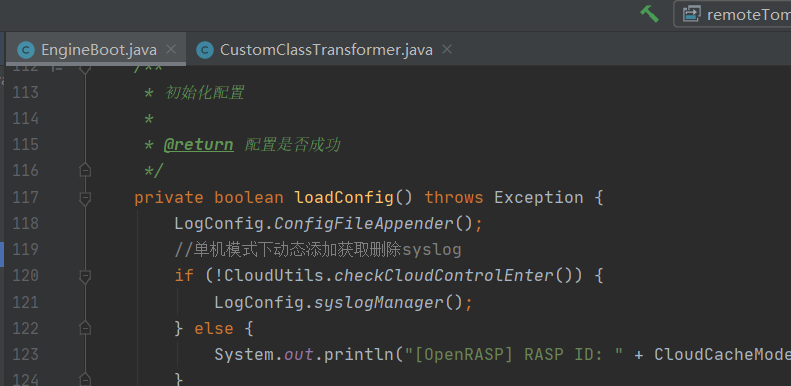 remoteTom
EngineBoot.java CustomClassTransformer.java
112 /**
113 * 初始化配置
114 *
115 * @return 配置是否成功
116 */
117 private boolean loadConfig() throws Exception {
118 LogConfig.ConfigFileAppender();
119 //单机模式下动态添加获取删除syslog
120 if (!CloudUtils.checkCloudControlEnter()) {
121 LogConfig.syslogManager();
122 } else {
123 System.out.println("[OpenRASP] RASP ID: " + CloudCacheMode
124 }